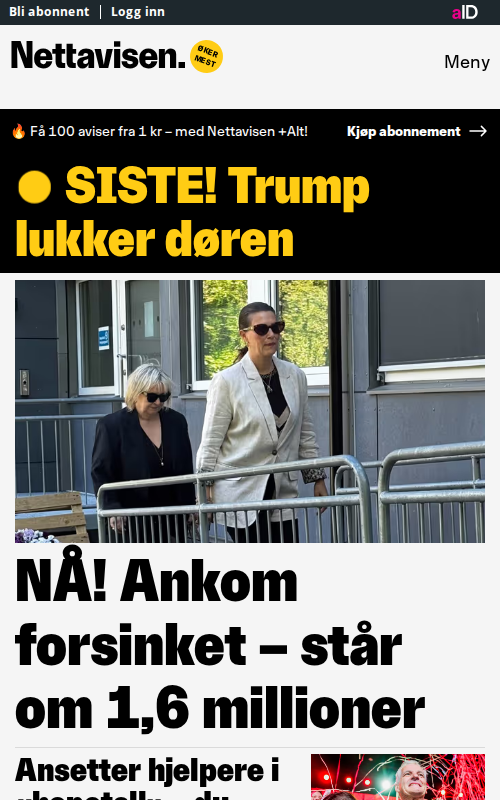 Bli abonnent | Logg inn
aID
Nettavisen.
ØKER
MEST
Meny
🔥 Få 100 aviser fra 1 kr – med Nettavisen +Alt!
Kjøp abonnement →
SISTE! Trump
lukker døren
NÅ! Ankom
forsinket – står
om 1,6 millioner
Ansetter hjelpere i